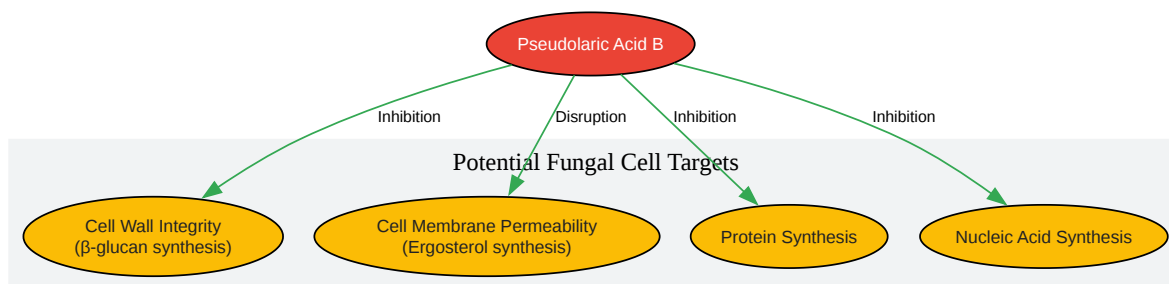 Pseudolaric Acid B
Inhibition
Disruption
Inhibition
Inhibition
Potential Fungal Cell Targets
Cell Wall Integrity
(β-glucan synthesis)
Cell Membrane Permeability
(Ergosterol synthesis)
Protein Synthesis
Nucleic Acid Synthesis